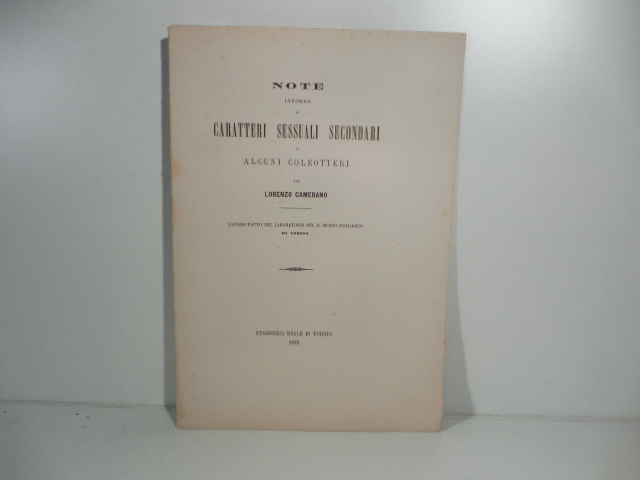 NOTE
INTORNO
AI
CARATTERI SESSUALI SECONDARI
DI
ALCUNI COLEOTTERI
PER
LORENZO CAMERANO
LAVORO FATTO NEL LABORATORIO DEL R. MUSEO ZOOLOGICO
DI TORINO
STAMPERIA REALE DI TORINO